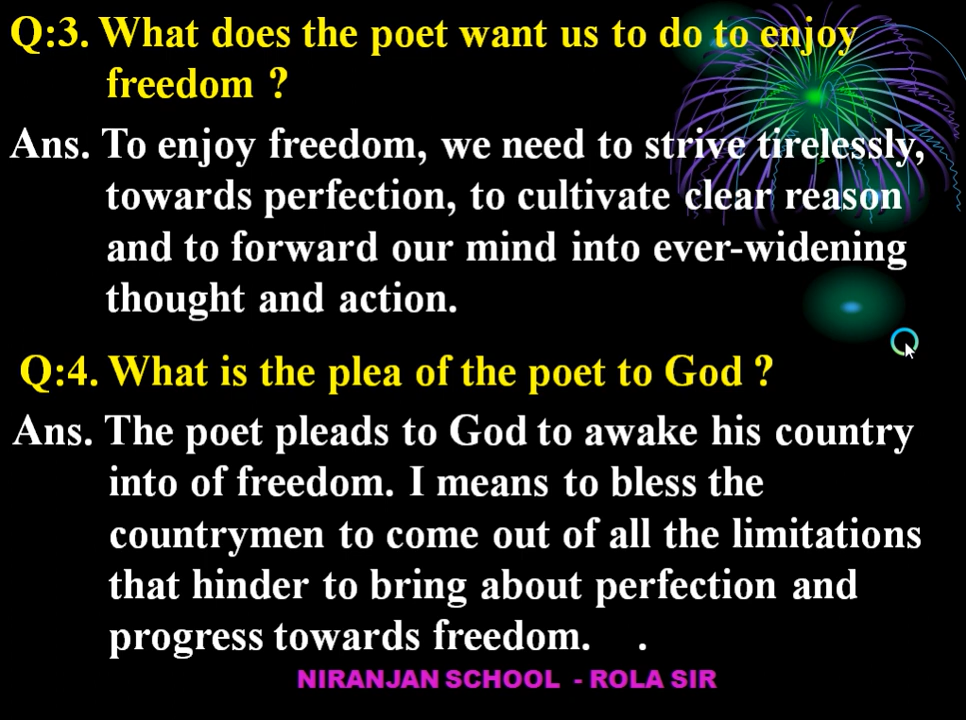 Q:3. What does the poet want us to do to enjoy
freedom ?
Ans. To enjoy freedom, we need to strive tirelessly,
towards perfection, to cultivate clear reason
and to forward our mind into ever-widening
thought and action.
Q:4. What is the plea of the poet to God ?
Ans. The poet pleads to God to awake his country
into of freedom. I means to bless the
countrymen to come out of all the limitations
that hinder to bring about perfection and
progress towards freedom. .
NIRANJAN SCHOOL - ROLA SIR